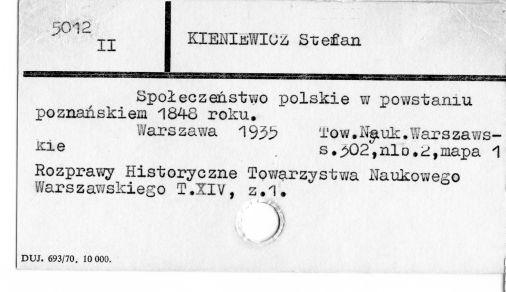 5012
II
KIENIEWICZ Stefan
Społeczeństwo polskie w powstaniu
poznańskiem 1848 roku.
Warszawa 1935 Tow.Nauk.Warszaws-
kie s.302,nlb.2,mapa 1
Rozprawy Historyczne Towarzystwa Naukowego
Warszawskiego T.XIV, z.1.
DUJ. 693/70. 10 000.